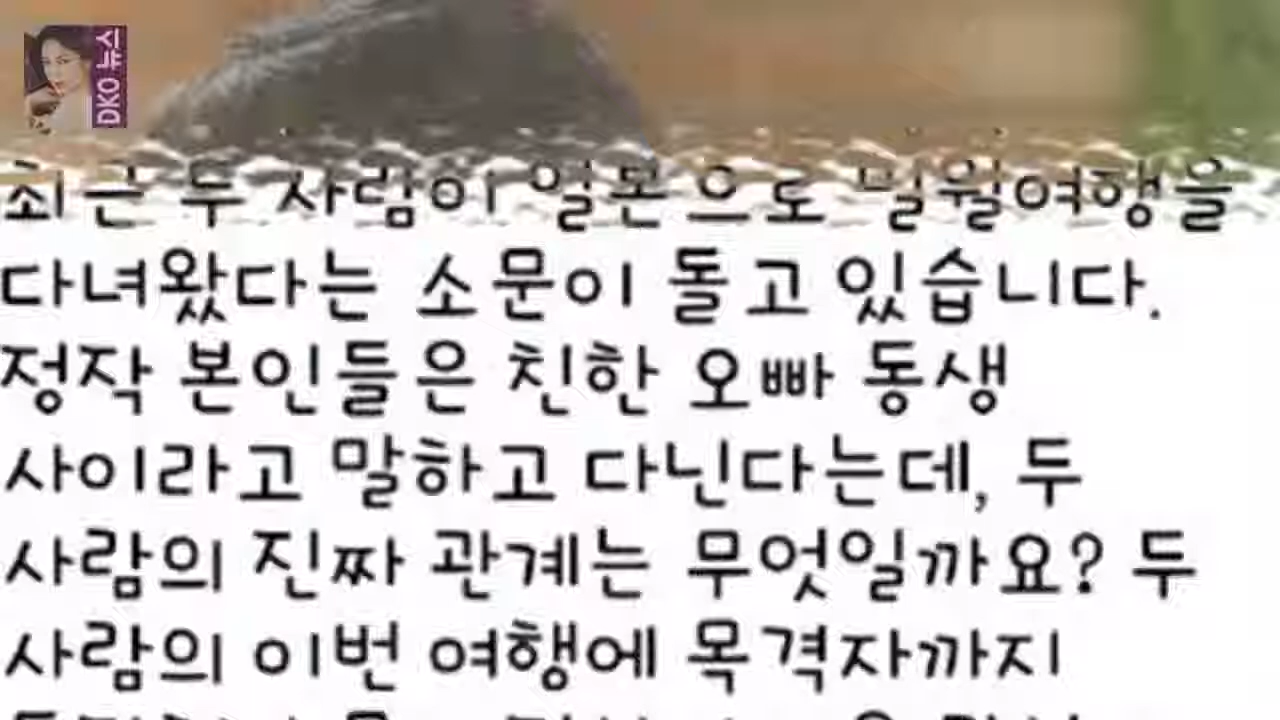 DKO 뉴스
최근 두 사람이 일본으로 밀월여행을
다녀왔다는 소문이 돌고 있습니다.
정작 본인들은 친한 오빠 동생
사이라고 말하고 다닌다는데, 두
사람의 진짜 관계는 무엇일까요? 두
사람의 이번 여행에 목격자까지